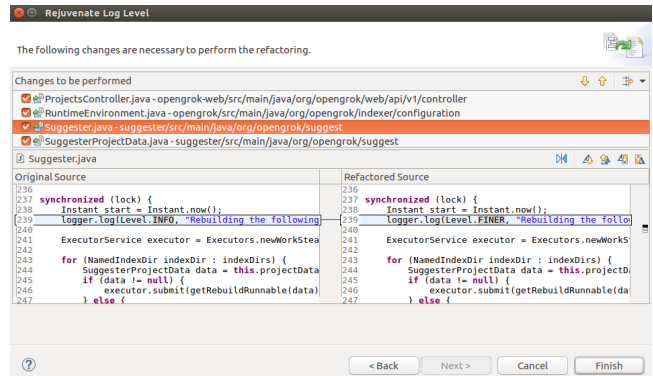 Rejuvenate Log Level
The following changes are necessary to perform the refactoring.
Changes to be performed
ProjectsController.java - opengrok-web/src/main/java/org/opengrok/web/api/v1/controller
RuntimeEnvironment.java - opengrok/src/main/java/org/opengrok/indexer/configuration
Suggester.java - suggester/src/main/java/org/opengrok/suggest
SuggesterProjectData.java - suggester/src/main/java/org/opengrok/suggest
Suggester.java
Original Source
236
237 synchronized (lock) {
238 Instant start = Instant.now();
239 logger.log(Level.INFO, "Rebuilding the following
240
241 ExecutorService executor = Executors.newWorkStea
242
243 for (NamedIndexDir indexDir : indexDirs) {
244 SuggesterProjectData data = this.projectData
245 if (data != null) {
246 executor.submit(getRebuildRunnable(data)
247 } else {
Refactored Source
236
237 synchronized (lock) {
238 Instant start = Instant.now();
239 logger.log(Level.FINER, "Rebuilding the follow
240
241 ExecutorService executor = Executors.newWorkS
242
243 for (NamedIndexDir indexDir : indexDirs) {
244 SuggesterProjectData data = this.projectD
245 if (data != null) {
246 executor.submit(getRebuildRunnable(da
247 } else {
< Back
Next >
Cancel
Finish